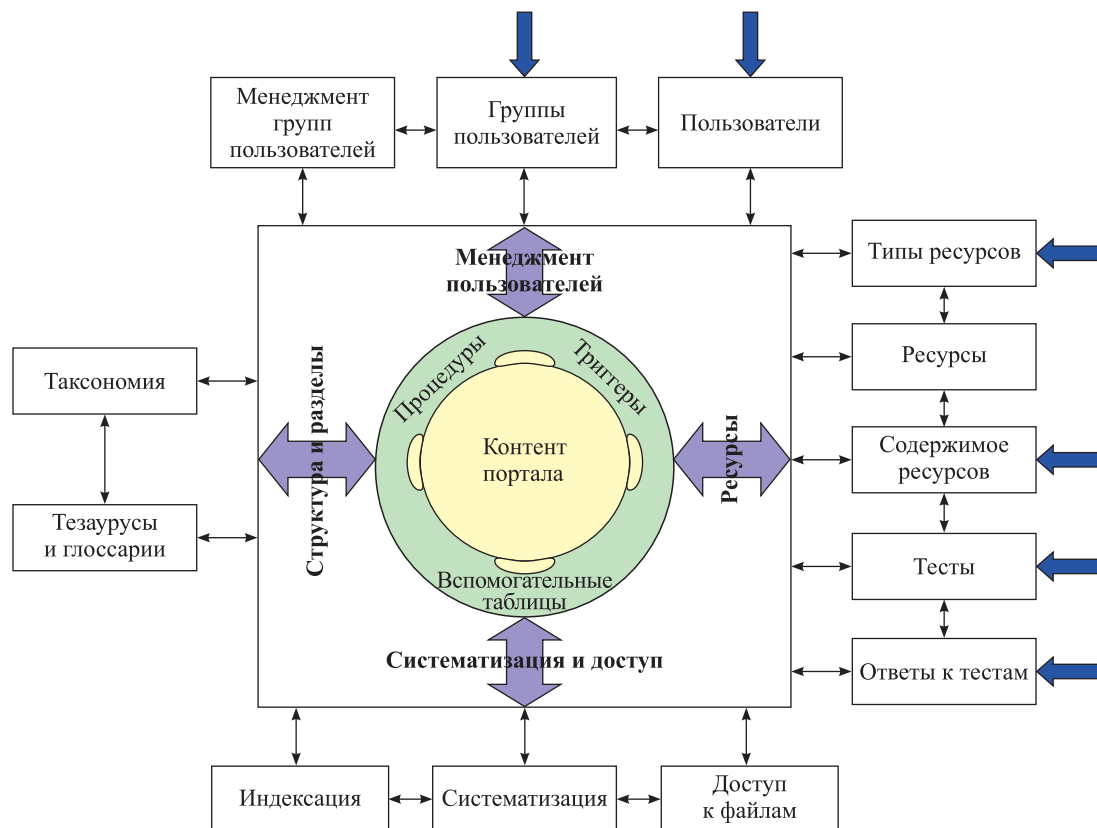 Менеджмент
групп
пользователей
Группы
пользователей
Пользователи
Менеджмент
пользователей
Типы ресурсов
Ресурсы
Содержимое
ресурсов
Тесты
Ответы к тестам
Таксономия
Тезаурусы
и глоссарии
Структура и разделы
Процедуры
Триггеры
Контент
портала
Вспомогательные
таблицы
Ресурсы
Систематизация и доступ
Индексация
Систематизация
Доступ
к файлам